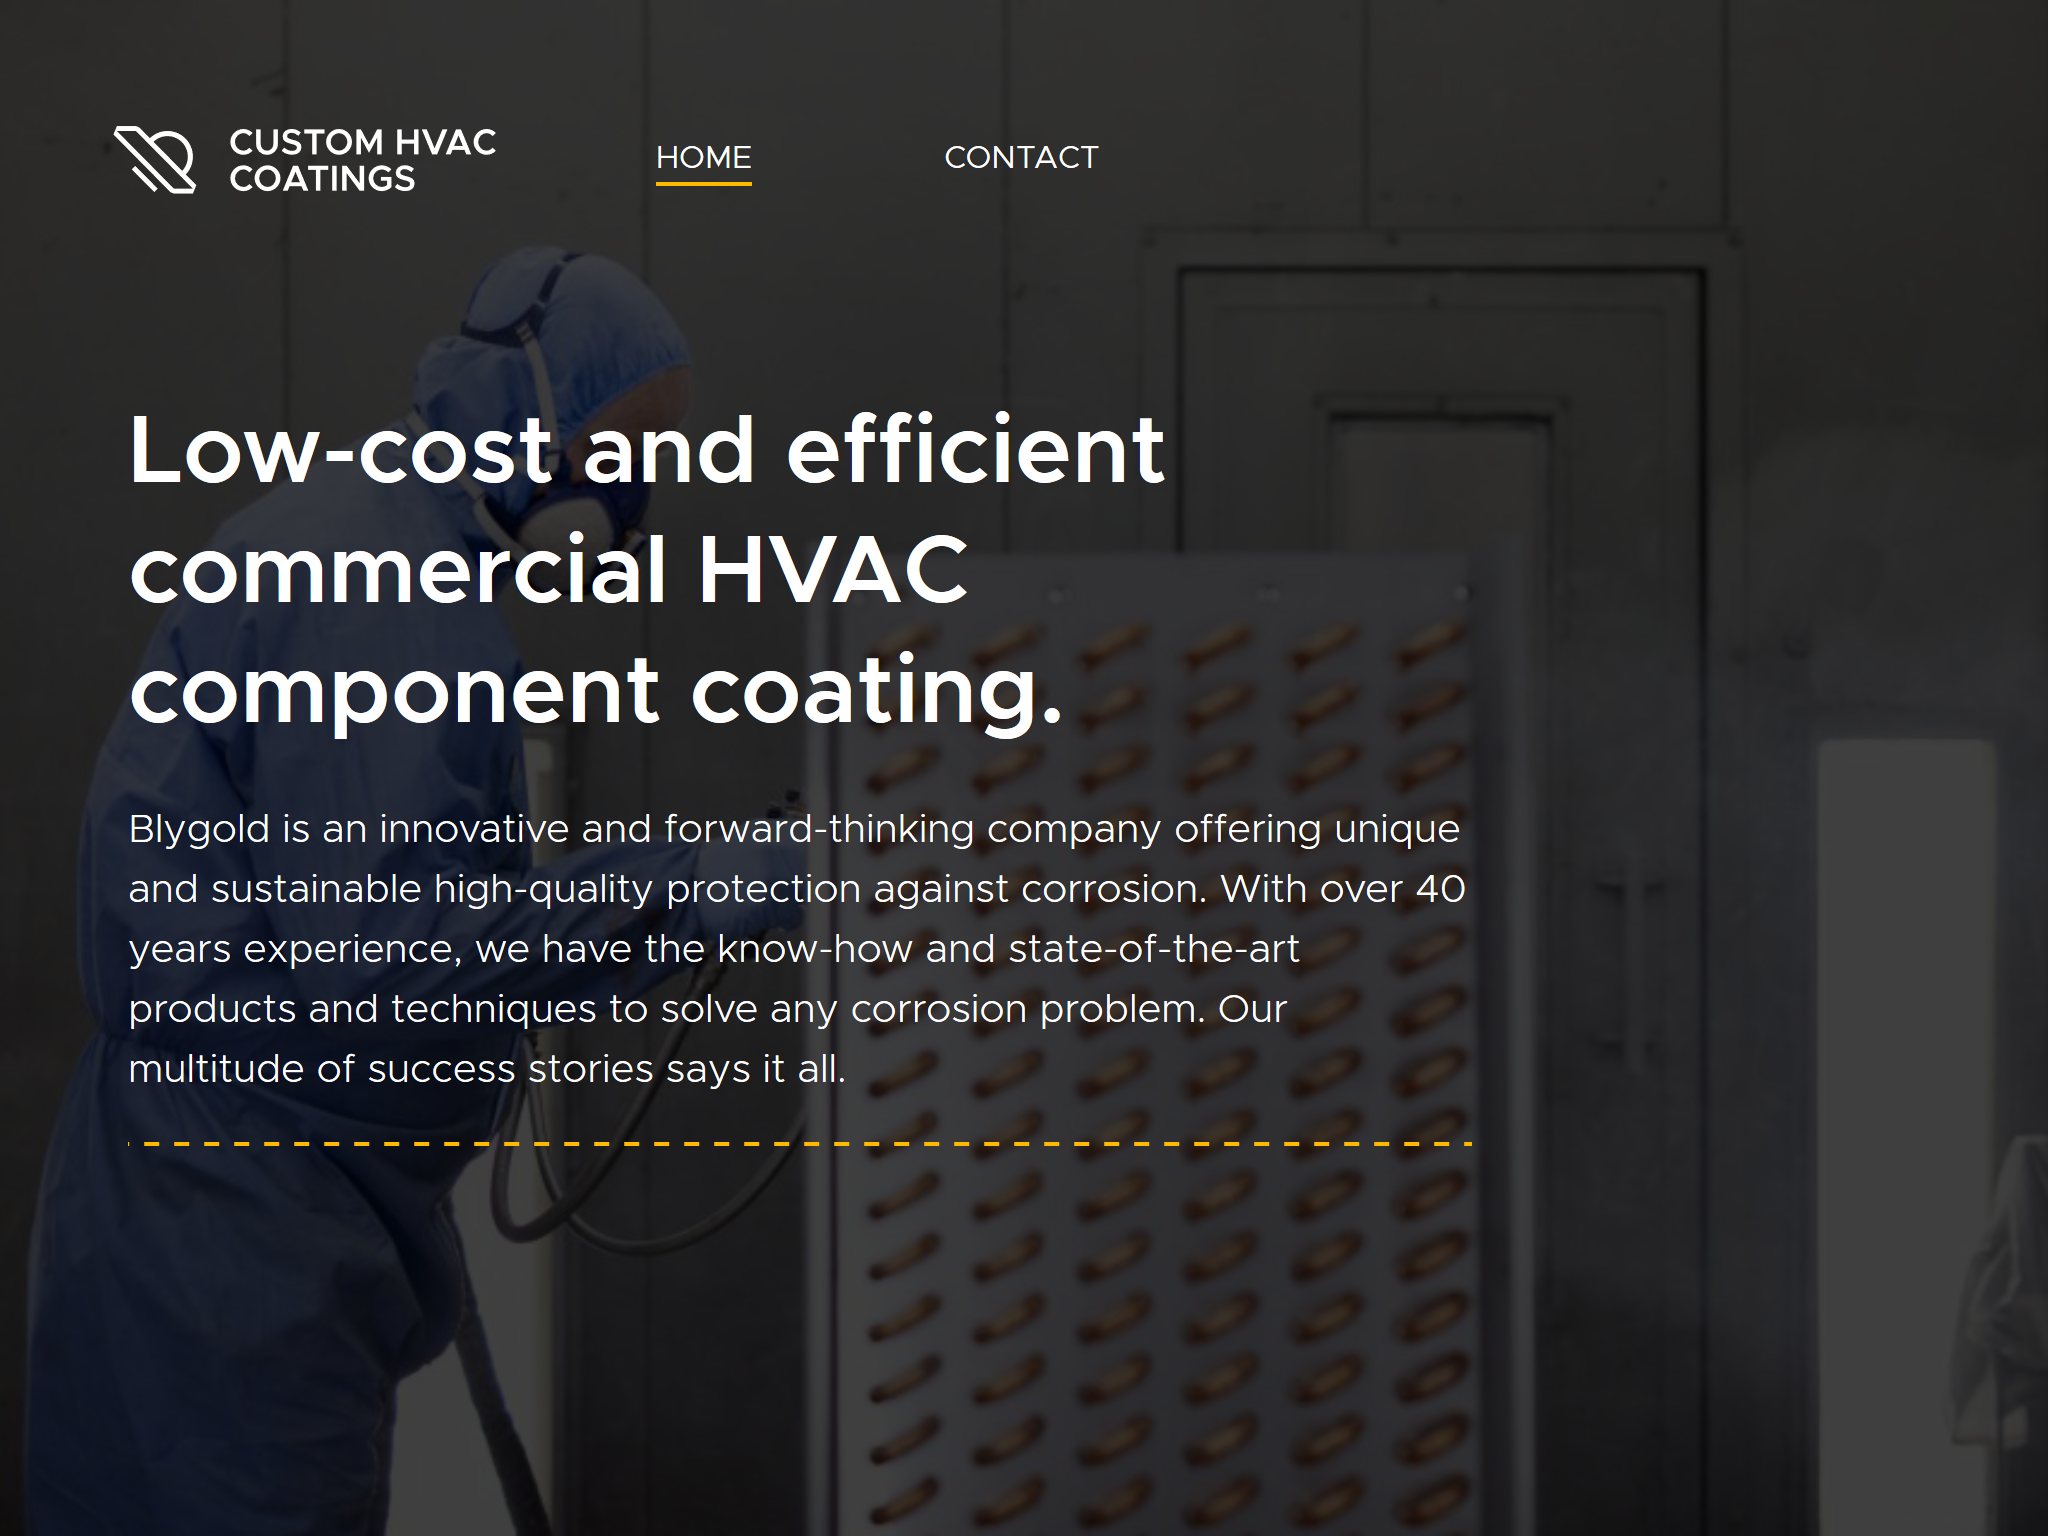 CUSTOM HVAC
COATINGS
HOME
CONTACT
Low-cost and efficient
commercial HVAC
component coating.
Blygold is an innovative and forward-thinking company offering unique
and sustainable high-quality protection against corrosion. With over 40
years experience, we have the know-how and state-of-the-art
products and techniques to solve any corrosion problem. Our
multitude of success stories says it all.